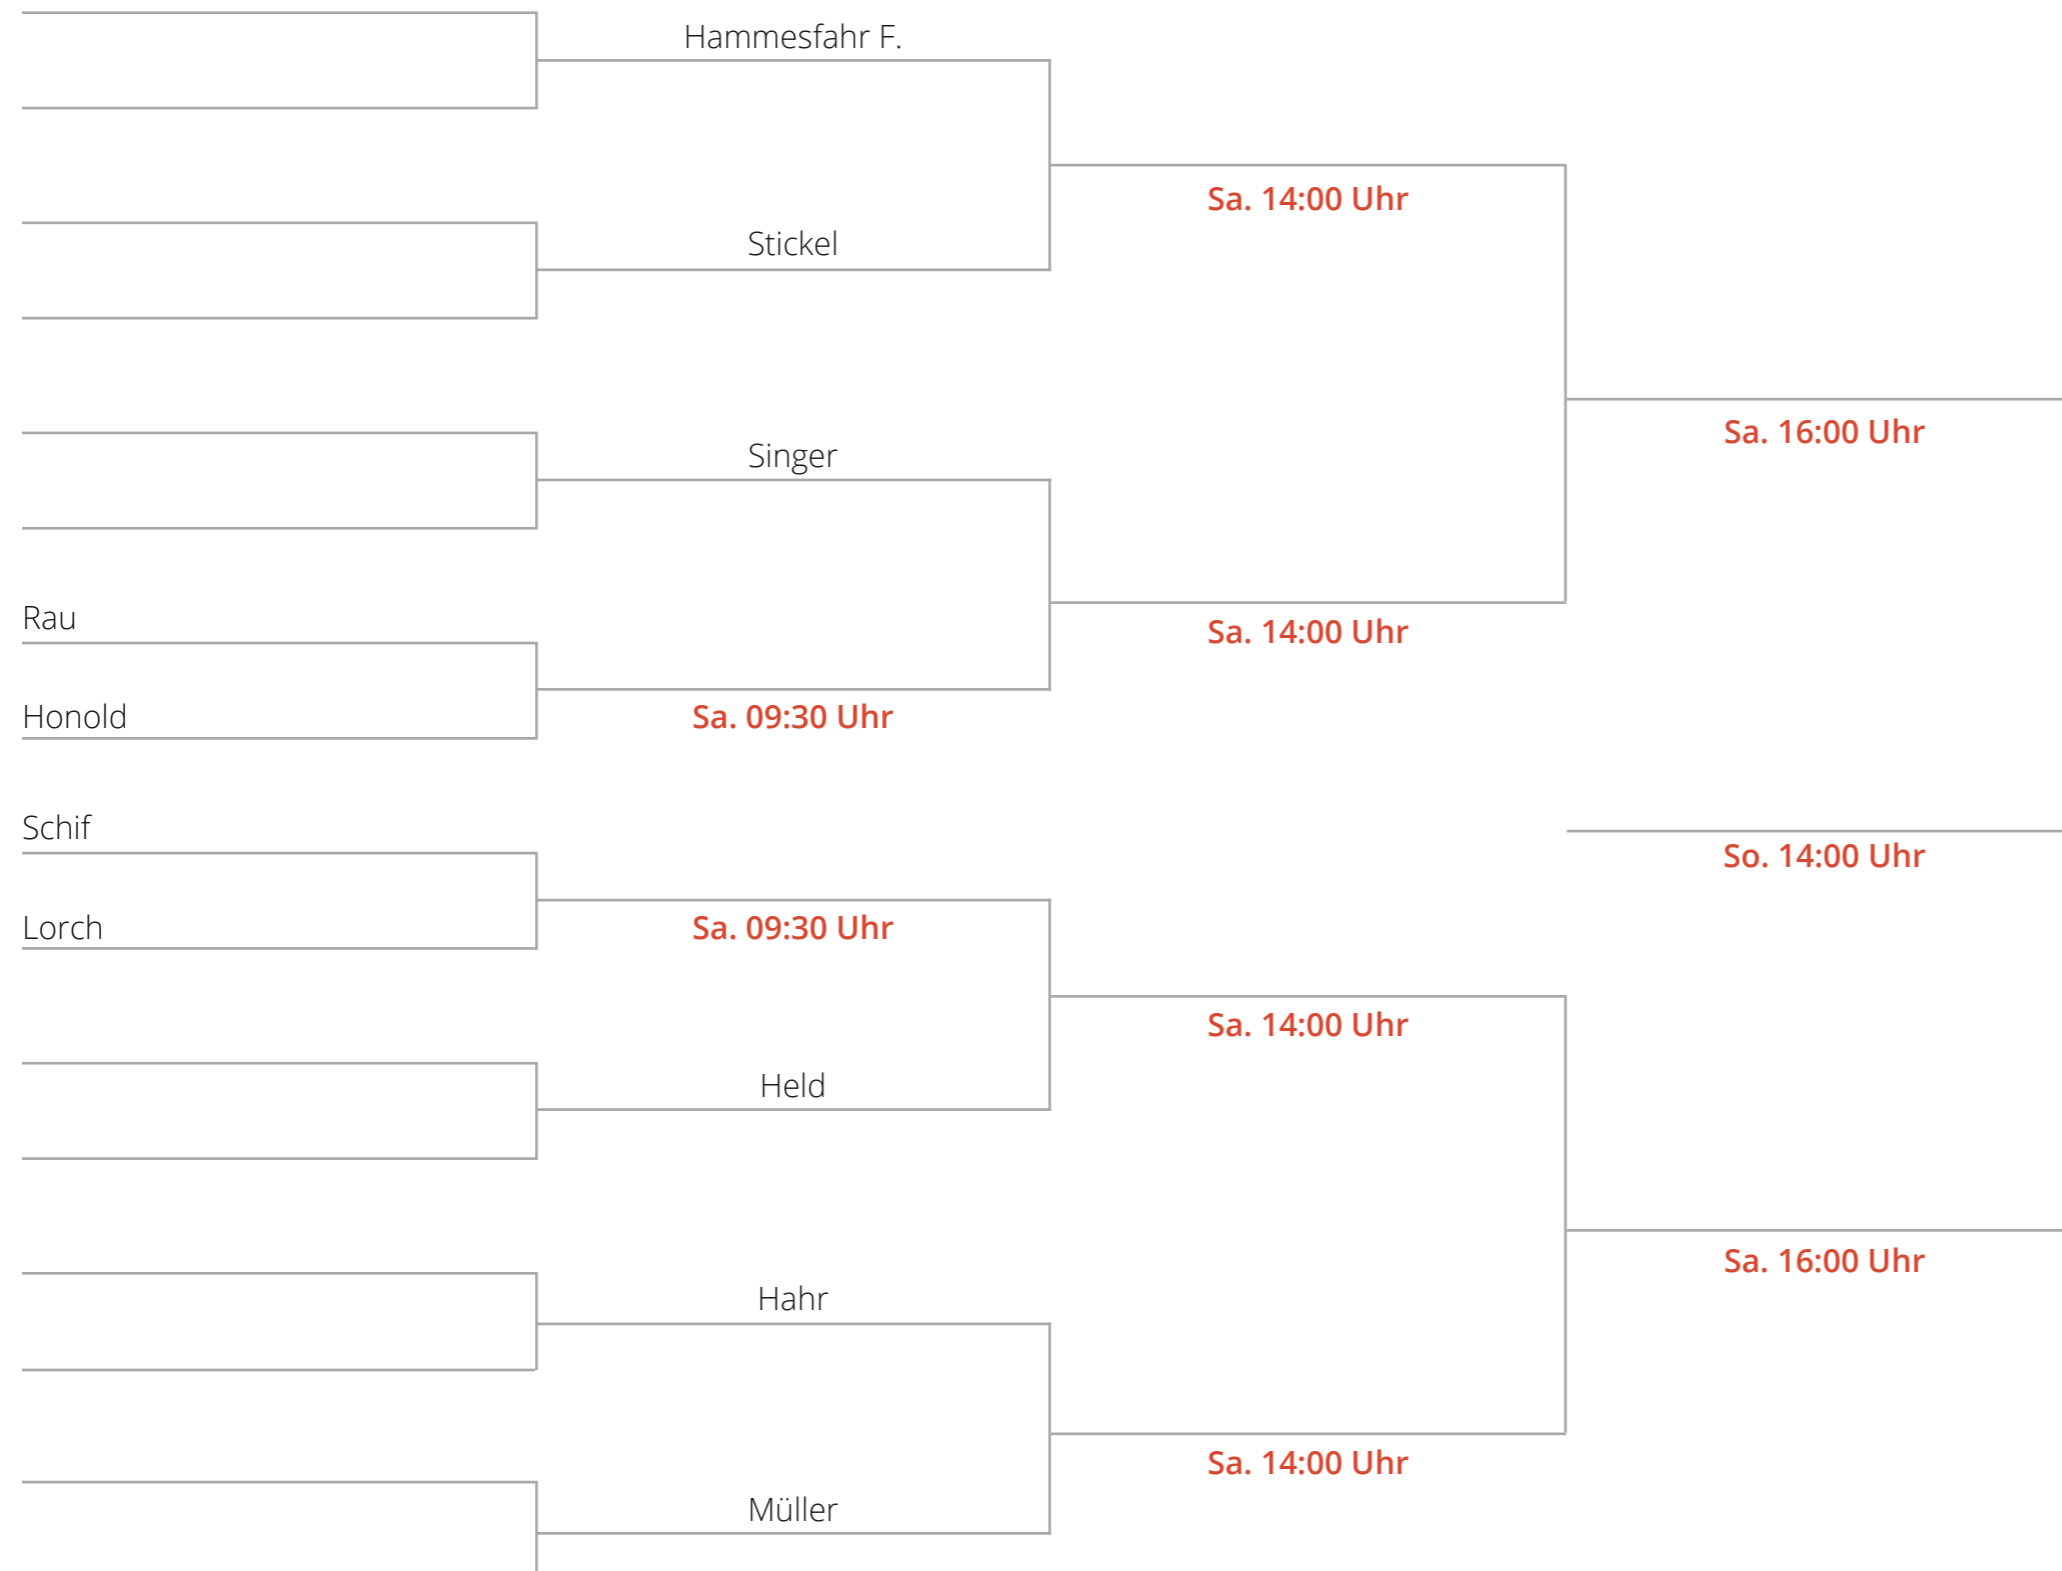 Hammesfahr F.
Sa. 14:00 Uhr
Stickel
Sa. 16:00 Uhr
Singer
Rau
Sa. 14:00 Uhr
Honold
Sa. 09:30 Uhr
Schif
So. 14:00 Uhr
Lorch
Sa. 09:30 Uhr
Sa. 14:00 Uhr
Held
Sa. 16:00 Uhr
Hahr
Sa. 14:00 Uhr
Müller